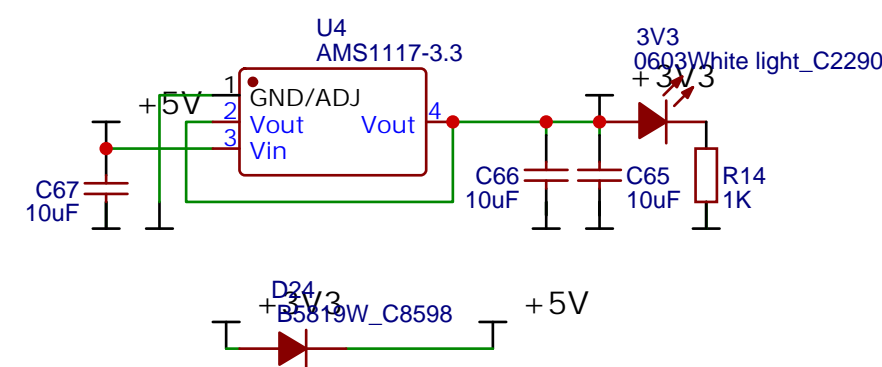 U4
AMS1117-3.3
3V3
0603White light_C2290
+3V3
+5V
1
GND/ADJ
2
Vout
Vout
4
3
Vin
C67
10uF
C66
10uF
C65
10uF
R14
1K
D24
+3V3
B5819W_C8598
+5V